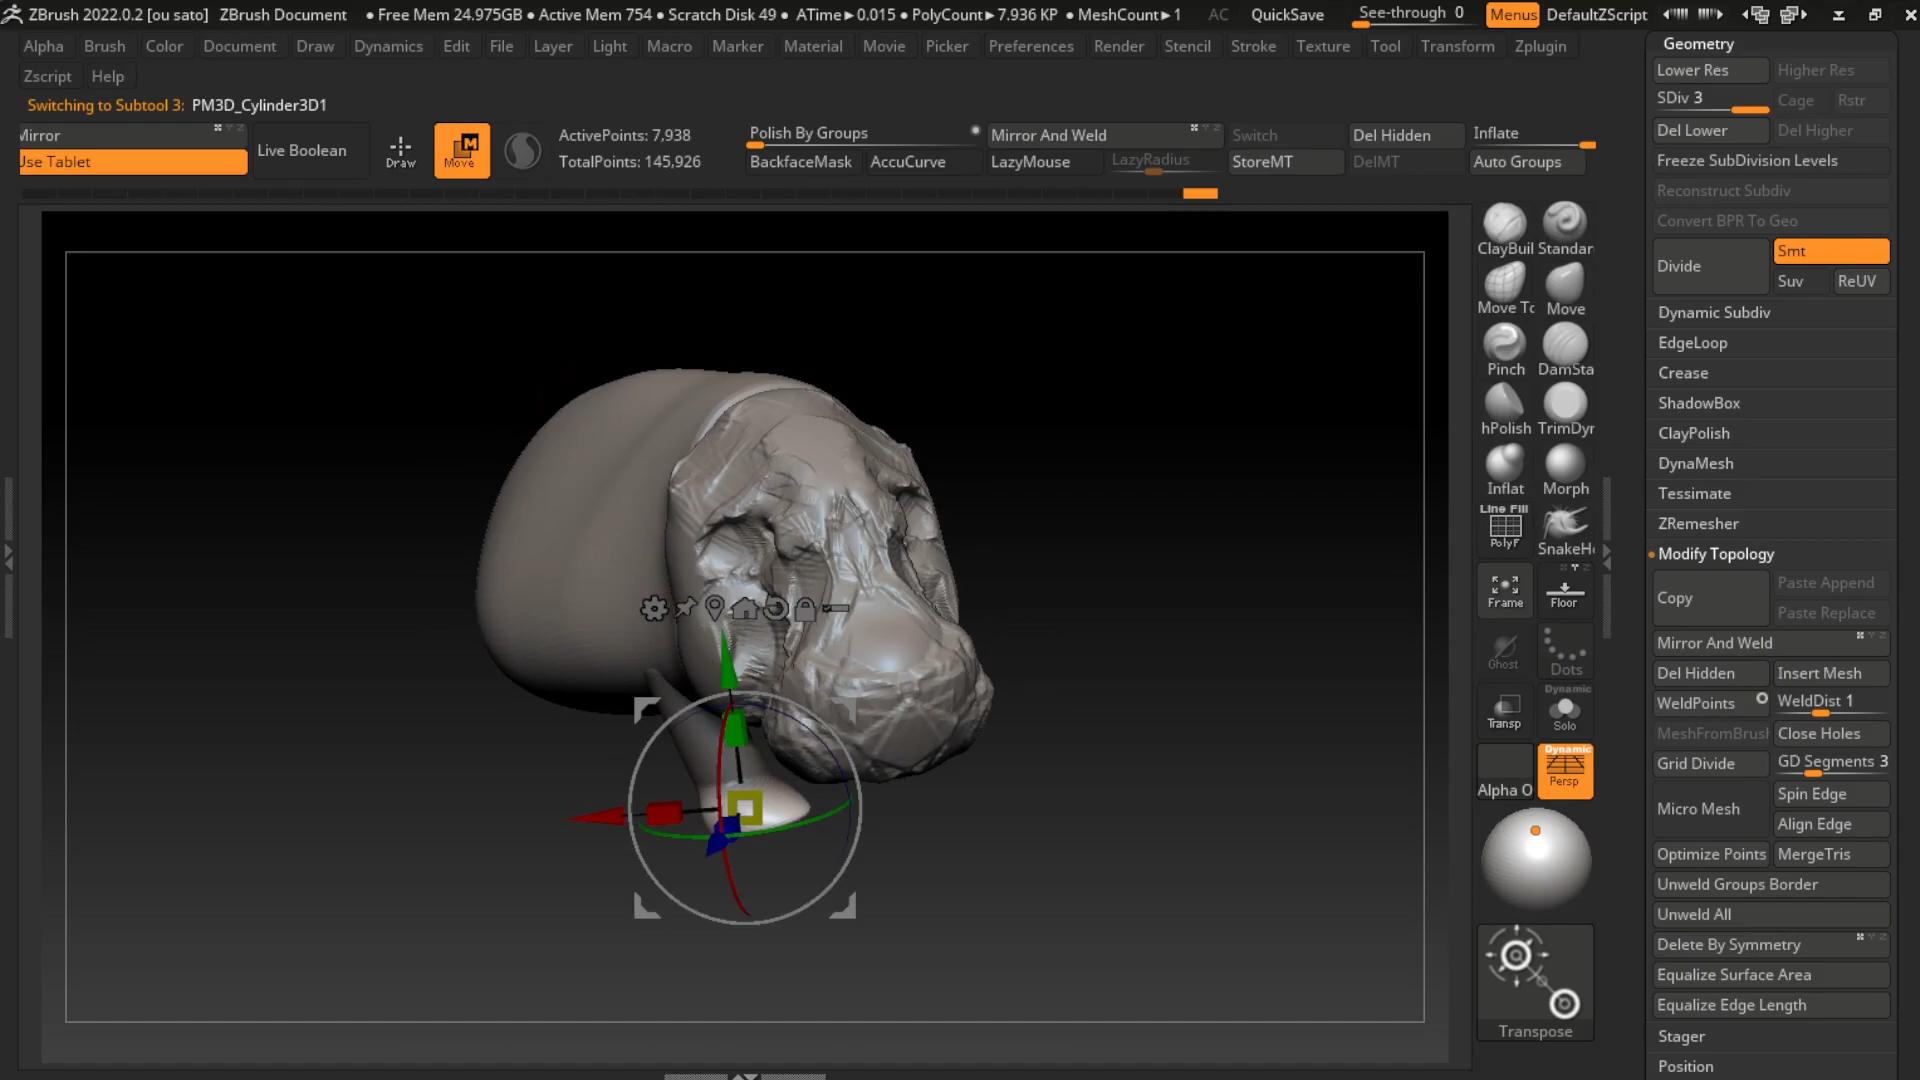 ZBrush 2022.0.2 [ou sato] ZBrush Document • Free Mem 24.975GB • Active Mem 754 • Scratch Disk 49 • ATime▶0.015 • PolyCount▶7.936 KP • MeshCount▶1 AC QuickSave See-through 0 Menus DefaultZScript
Alpha Brush Color Document Draw Dynamics Edit File Layer Light Macro Marker Material Movie Picker Preferences Render Stencil Stroke Texture Tool Transform Zplugin
Zscript Help
Switching to Subtool 3: PM3D_Cylinder3D1
Mirror
Use Tablet
Live Boolean
Draw
Move
ActivePoints: 7,938
TotalPoints: 145,926
Polish By Groups
BackfaceMask AccuCurve
Mirror And Weld
LazyMouse LazyRadius
Switch
StoreMT
Del Hidden
DelMT
Inflate
Auto Groups
ClayBuil Standar
Move To Move
Pinch DamSta
hPolish TrimDyn
Inflat Morph
Line Fill
PolyF SnakeH
Frame Floor
Ghost Dots
Transp Dynamic
Solo
Alpha O Dynamic
Persp
Transpose
Geometry
Lower Res Higher Res
SDiv 3 Cage Rstr
Del Lower Del Higher
Freeze SubDivision Levels
Reconstruct Subdiv
Convert BPR To Geo
Divide Smt
Suv ReUV
Dynamic Subdiv
EdgeLoop
Crease
ShadowBox
ClayPolish
DynaMesh
Tessimate
ZRemesher
Modify Topology
Copy Paste Append
Paste Replace
Mirror And Weld
Del Hidden Insert Mesh
WeldPoints WeldDist 1
MeshFromBrush Close Holes
Grid Divide GD Segments 3
Micro Mesh Spin Edge
Align Edge
Optimize Points MergeTris
Unweld Groups Border
Unweld All
Delete By Symmetry
Equalize Surface Area
Equalize Edge Length
Stager
Position